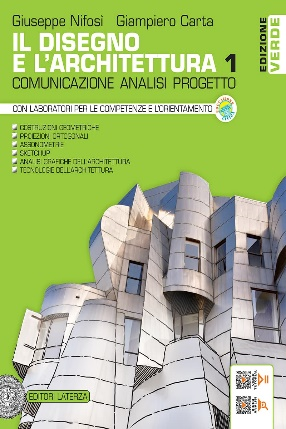 Giuseppe Nifosì Giampiero Carta
IL DISEGNO
E L'ARCHITETTURA 1
COMUNICAZIONE ANALISI PROGETTO
CON LABORATORI PER LE COMPETENZE E L'ORIENTAMENTO
COSTRUZIONI GEOMETRICHE
PROIEZIONI ORTOGONALI
ASSONOMETRIE
SKETCHUP
ANALISI GRAFICHE DELL'ARCHITETTURA
TECNOLOGIE DELL'ARCHITETTURA
EDIZIONE
VERDE
EDITORI LATERZA